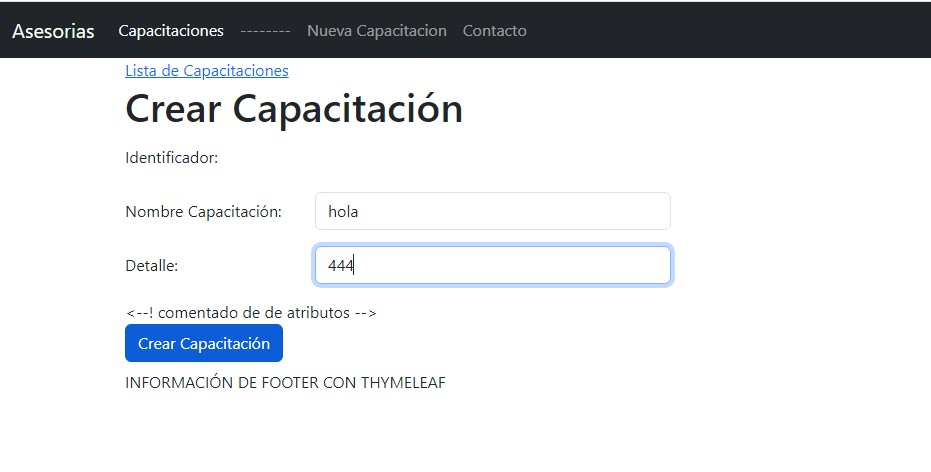 Asesorias Capacitaciones -------- Nueva Capacitacion Contacto
Lista de Capacitaciones
Crear Capacitación
Identificador:
Nombre Capacitación: hola
Detalle: 444
<--! comentado de de atributos -->
Crear Capacitación
INFORMACIÓN DE FOOTER CON THYMELEAF